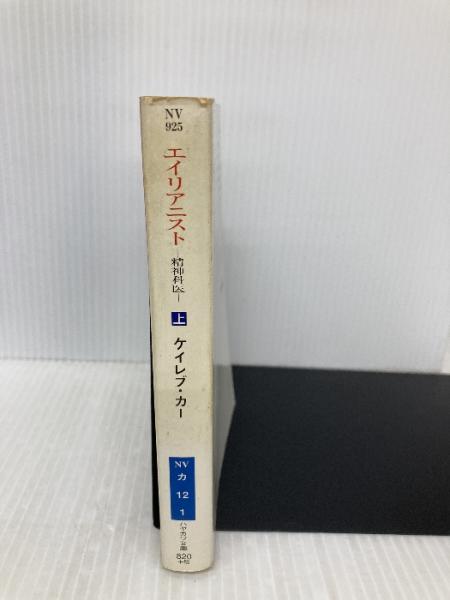 NV
925
エイリアニスト
―精神科医―
上
ケイレブ・カー
NV
カ
12
1
ハヤカワ文庫
820
+税